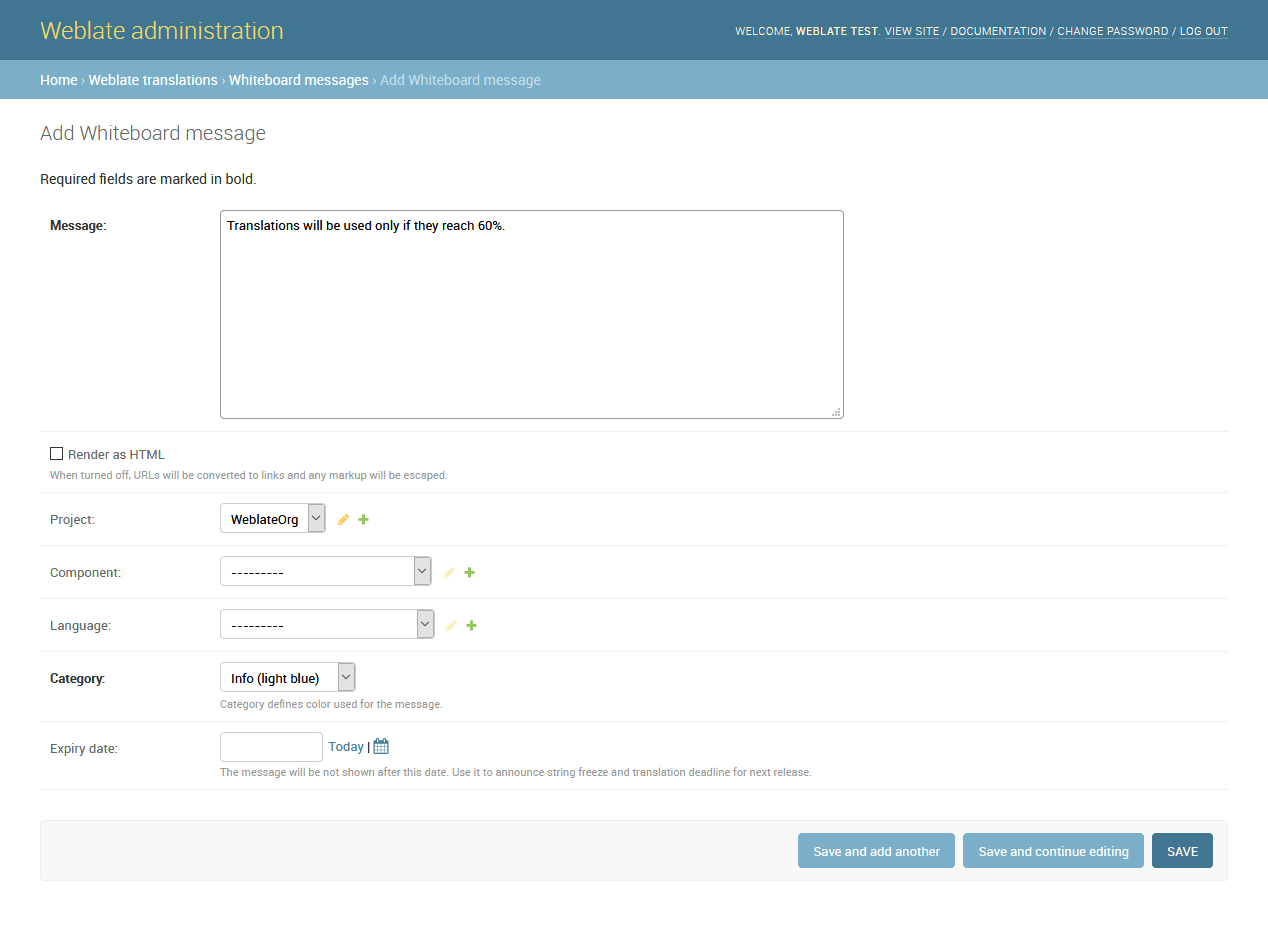 Weblate administration
WELCOME, WEBLATE TEST. VIEW SITE / DOCUMENTATION / CHANGE PASSWORD / LOG OUT
Home › Weblate translations › Whiteboard messages › Add Whiteboard message
Add Whiteboard message
Required fields are marked in bold.
Message:
Translations will be used only if they reach 60%.
Render as HTML
When turned off, URLs will be converted to links and any markup will be escaped.
Project:
WeblateOrg
Component:
---------
Language:
---------
Category:
Info (light blue)
Category defines color used for the message.
Expiry date:
Today |
The message will be not shown after this date. Use it to announce string freeze and translation deadline for next release.
Save and add another
Save and continue editing
SAVE